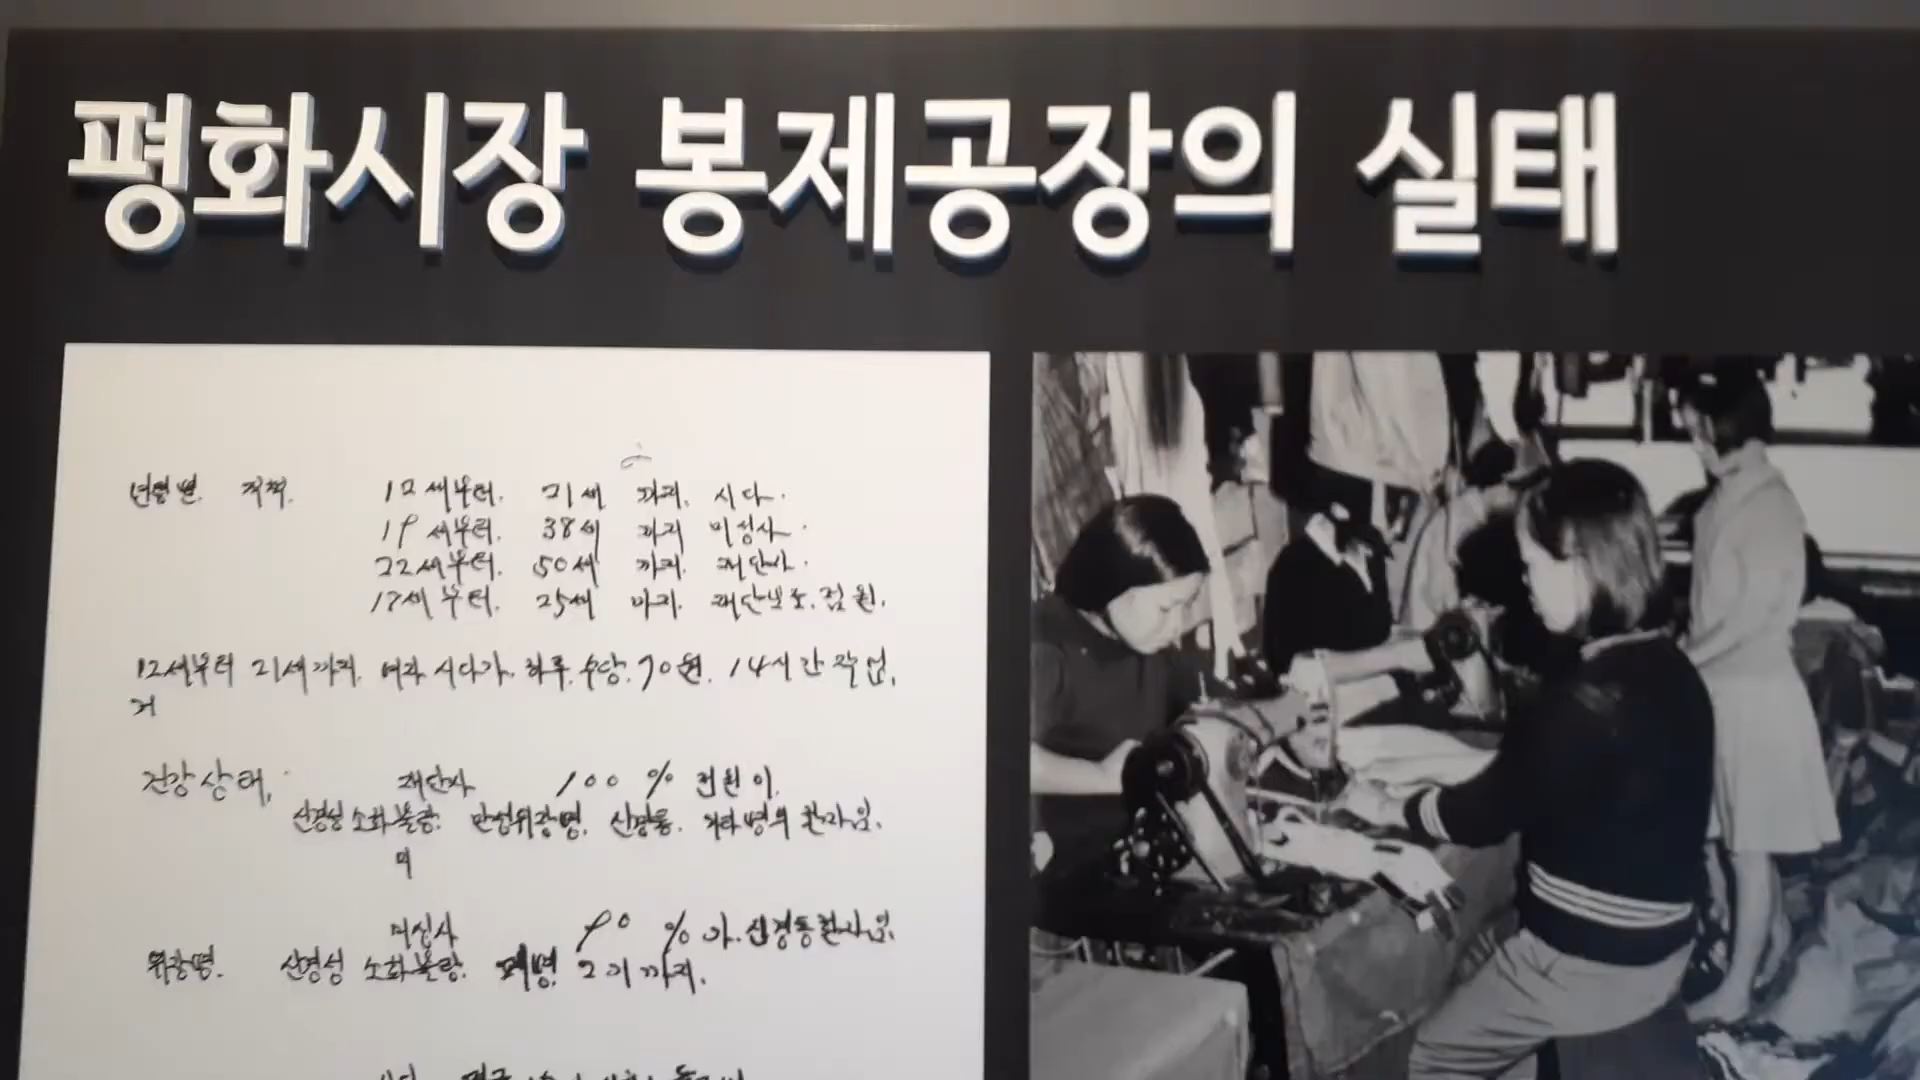 평화시장 봉제공장의 실태
년령별 직책. 12세부터. 21세 까지. 시다.
19세부터. 38세 까지 미싱사.
22세부터. 50세 까지. 재단사.
17세부터. 25세 까지. 재단보조. 점원.
12세부터 21세까지. 여자 시다가. 하루. 수당. 70원. 14시간 작업.
거
건강상태, 재단사 100% 전원이.
신경성 소화불량. 만성위장병. 신경통. 기타 병의 환자임.
미
미싱사 90%가. 신경통환자임.
위장병. 신경성 소화불량. 폐병 2기까지.